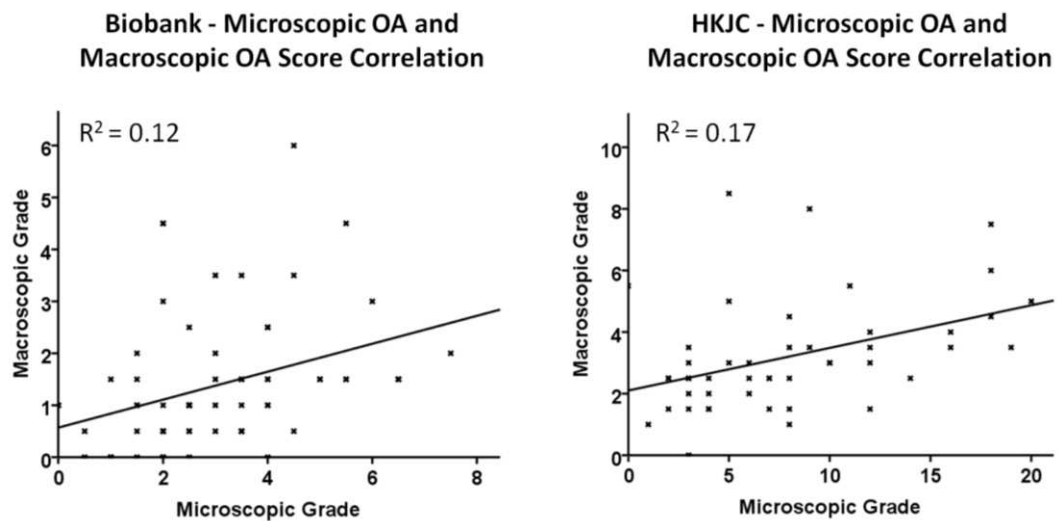 Biobank - Microscopic OA and
Macroscopic OA Score Correlation
R² = 0.12
Macroscopic Grade
6
5
4
3
2
1
0
0 2 4 6 8
Microscopic Grade
HKJC - Microscopic OA and
Macroscopic OA Score Correlation
R² = 0.17
Macroscopic Grade
10
8
6
4
2
0
0 5 10 15 20
Microscopic Grade